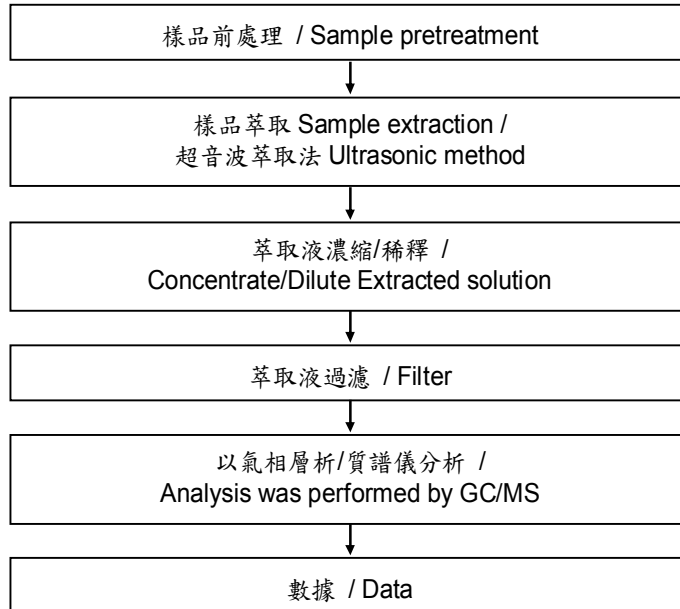 樣品前處理 / Sample pretreatment
樣品萃取 Sample extraction /
超音波萃取法 Ultrasonic method
萃取液濃縮/稀釋 /
Concentrate/Dilute Extracted solution
萃取液過濾 / Filter
以氣相層析/質譜儀分析 /
Analysis was performed by GC/MS
數據 / Data